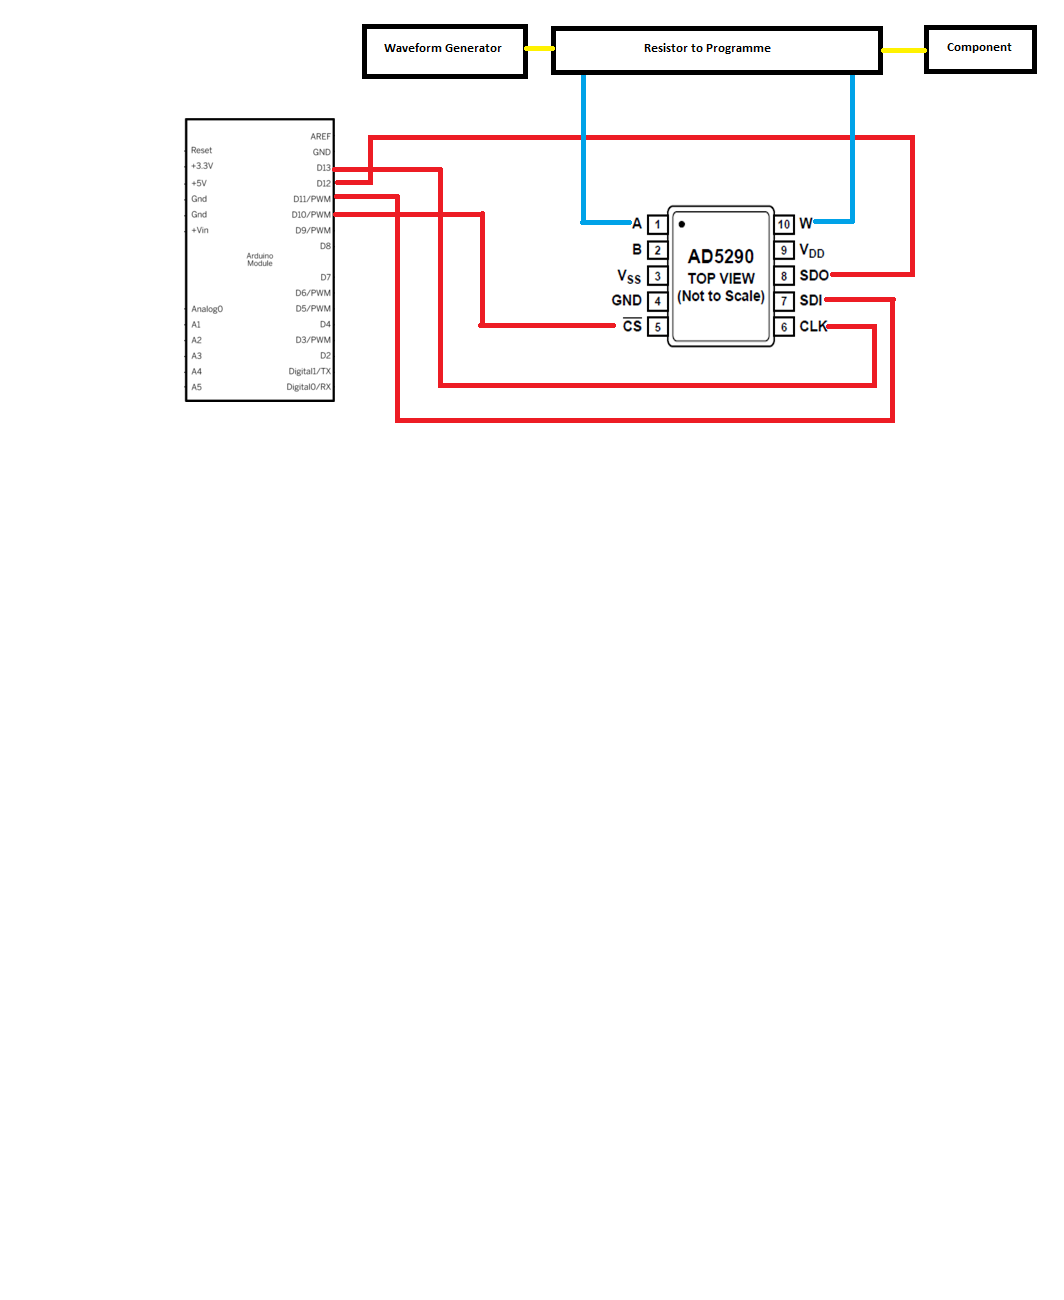 Waveform Generator
Resistor to Programme
Component
AREF
Reset
GND
+3.3V
D13
+5V
D12
Gnd
D11/PWM
Gnd
D10/PWM
+Vin
D9/PWM
D8
Arduino
Module
D7
D6/PWM
Analog0
D5/PWM
A1
D4
A2
D3/PWM
A3
D2
A4
Digital1/TX
A5
Digital0/RX
A 1
10 W
B 2
9 VDD
AD5290
VSS 3
TOP VIEW
8 SDO
(Not to Scale)
GND 4
7 SDI
CS 5
6 CLK